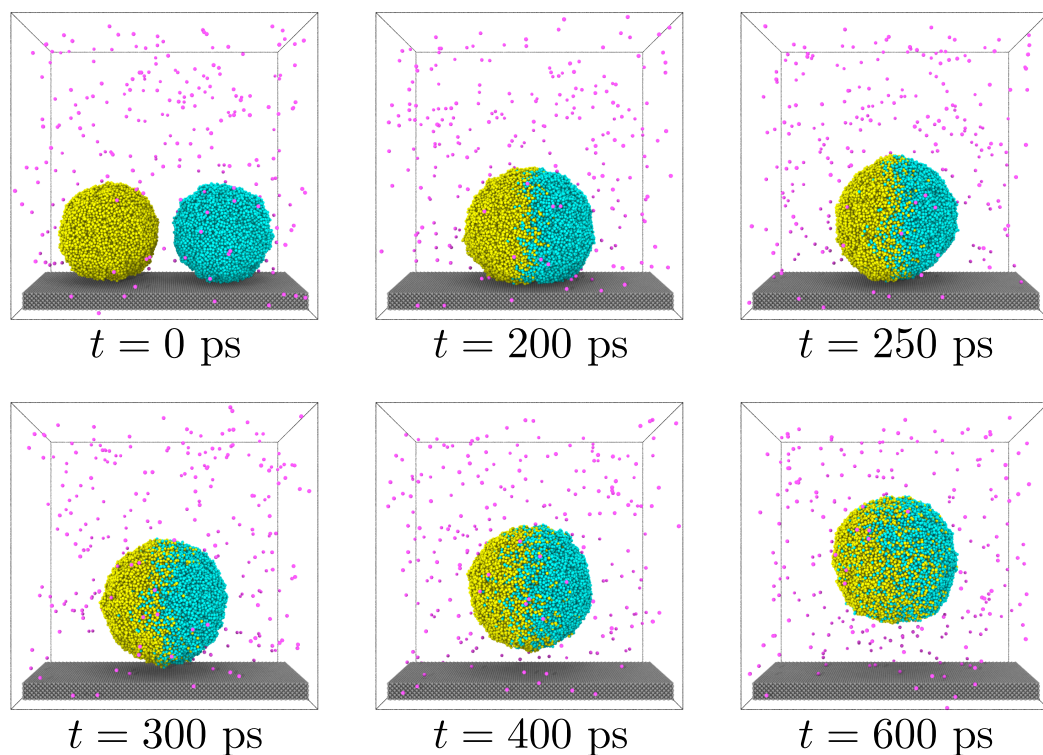 t = 0 ps
t = 200 ps
t = 250 ps
t = 300 ps
t = 400 ps
t = 600 ps